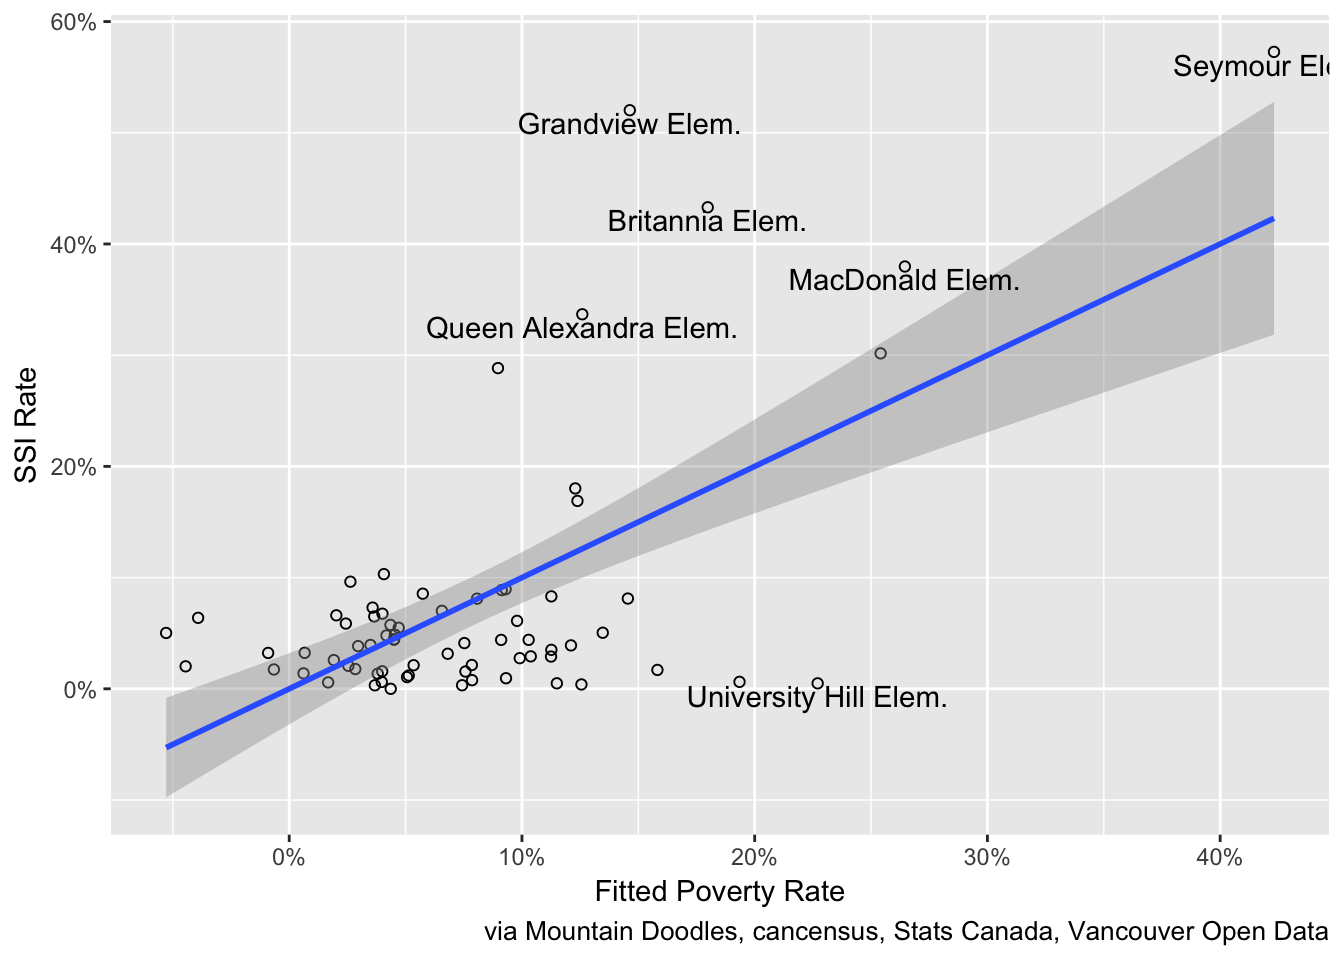 60%
Seymour Ele
Grandview Elem.
Britannia Elem.
40%
MacDonald Elem.
Queen Alexandra Elem.
SSI Rate
20%
0%
University Hill Elem.
0% 10% 20% 30% 40%
Fitted Poverty Rate
via Mountain Doodles, cancensus, Stats Canada, Vancouver Open Data